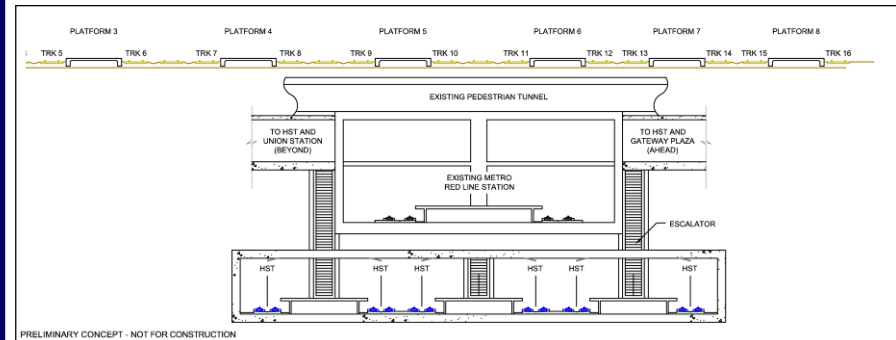 PLATFORM 3 PLATFORM 4 PLATFORM 5 PLATFORM 6 PLATFORM 7 PLATFORM 8
TRK 5 TRK 6 TRK 7 TRK 8 TRK 9 TRK 10 TRK 11 TRK 12 TRK 13 TRK 14 TRK 15 TRK 16
EXISTING PEDESTRIAN TUNNEL
TO HST AND
UNION STATION
(BEYOND)
TO HST AND
GATEWAY PLAZA
(AHEAD)
EXISTING METRO
RED LINE STATION
ESCALATOR
HST HST HST HST HST HST
PRELIMINARY CONCEPT - NOT FOR CONSTRUCTION